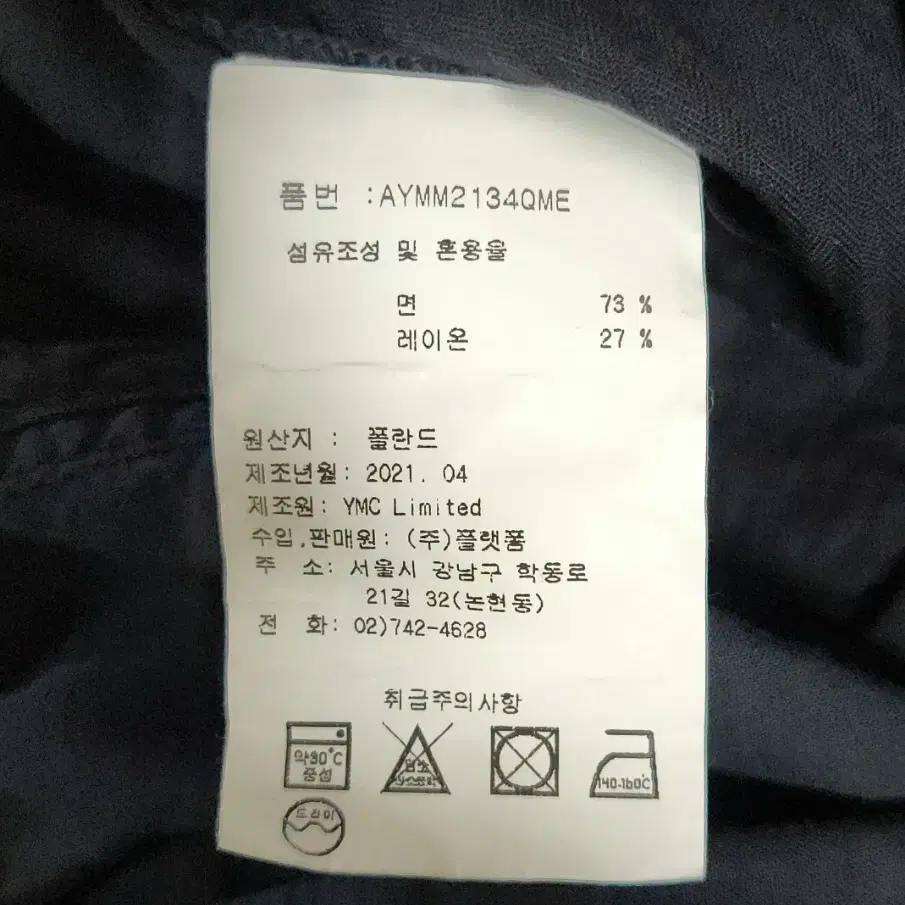 품번 :AYMM2134QME
섬유조성 및 혼용율
면 73 %
레이온 27 %
원산지 : 폴란드
제조년월: 2021. 04
제조원: YMC Limited
수입,판매원: (주)플랫폼
주 소: 서울시 강남구 학동로
21길 32(논현동)
전 화: 02)742-4628
취급주의사항
약30℃
중성
140-160℃
드라이